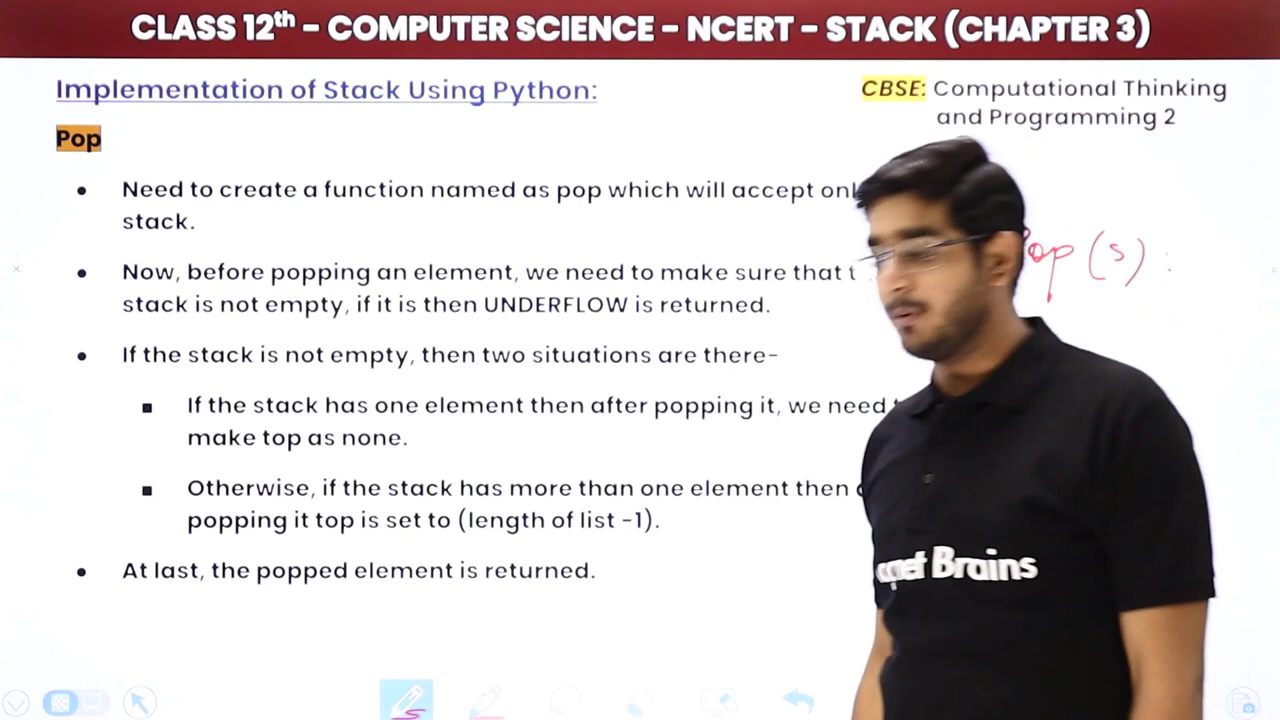 CLASS 12th - COMPUTER SCIENCE - NCERT - STACK (CHAPTER 3)
Implementation of Stack Using Python:
CBSE: Computational Thinking
and Programming 2
Pop
• Need to create a function named as pop which will accept
stack.
Pop (s) :
• Now, before popping an element, we need to make sure that
stack is not empty, if it is then UNDERFLOW is returned.
• If the stack is not empty, then two situations are there-
▪ If the stack has one element then after popping it, we need
make top as none.
▪ Otherwise, if the stack has more than one element then
popping it top is set to (length of list -1).
• At last, the popped element is returned.
Brains